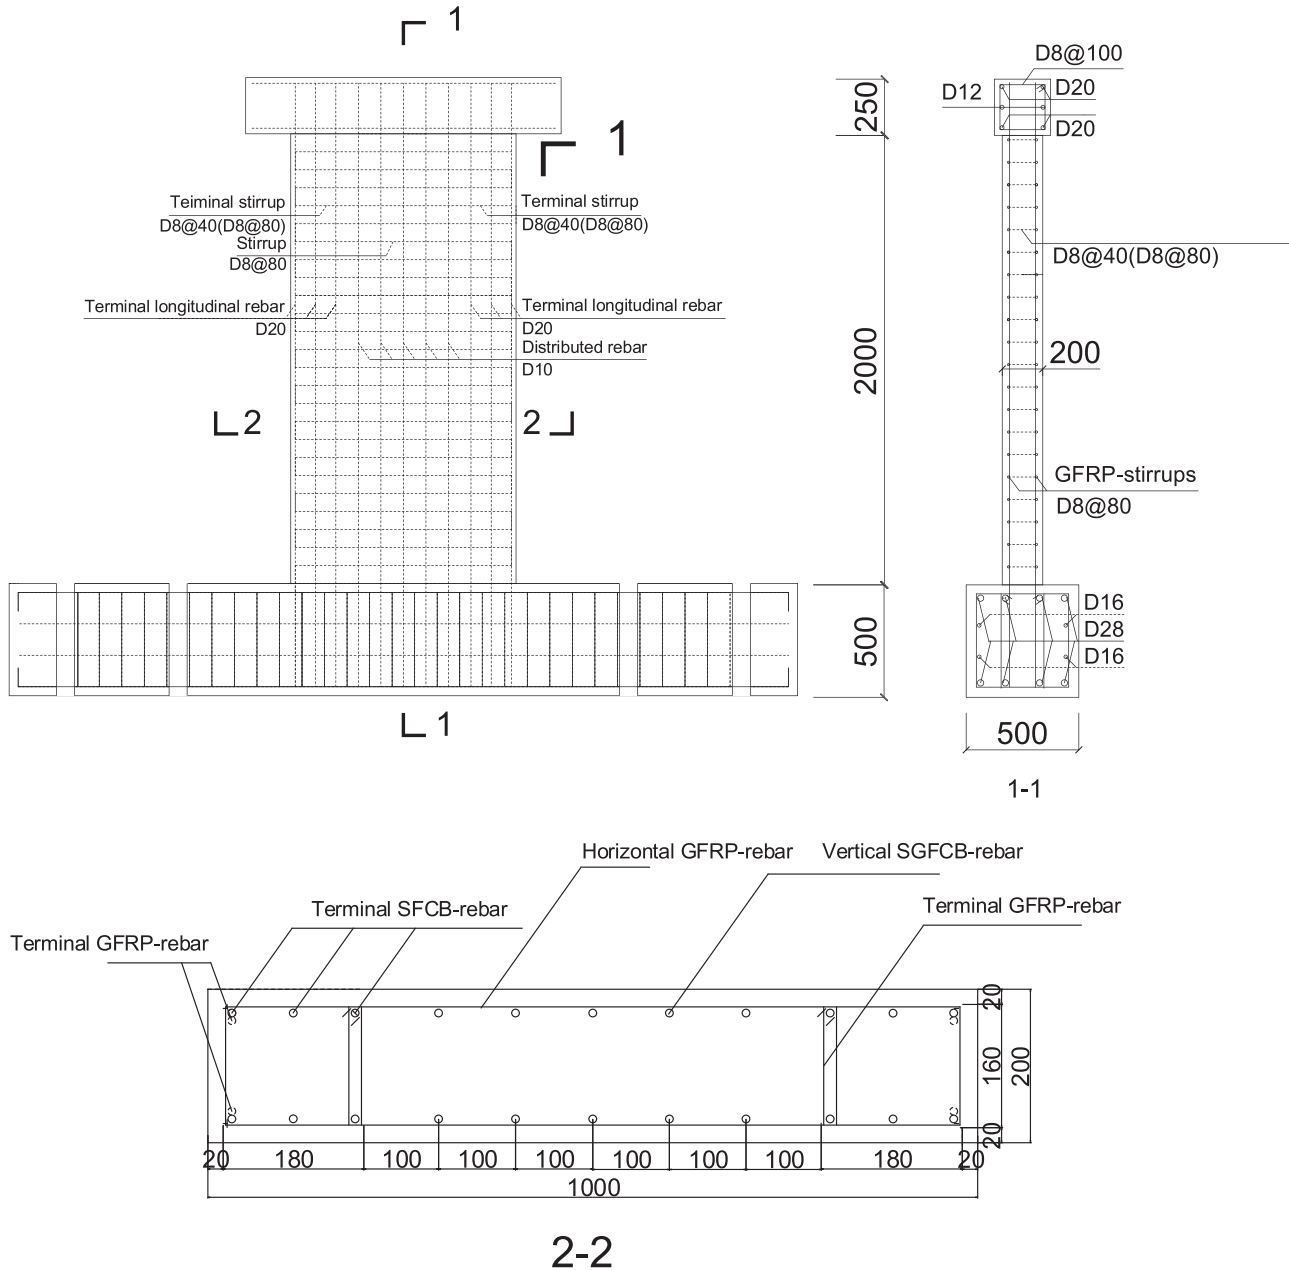 1
1
Teiminal stirrup
D8@40(D8@80)
Stirrup
D8@80
Terminal stirrup
D8@40(D8@80)
Terminal longitudinal rebar
D20
Terminal longitudinal rebar
D20
Distributed rebar
D10
2
2
1
250
2000
500
D8@100
D12
D20
D20
D8@40(D8@80)
200
GFRP-stirrups
D8@80
D16
D28
D16
500
1-1
Horizontal GFRP-rebar
Vertical SGFCB-rebar
Terminal SFCB-rebar
Terminal GFRP-rebar
Terminal GFRP-rebar
20
160
200
20
20
180
100
100
100
100
100
100
180
20
1000
2-2